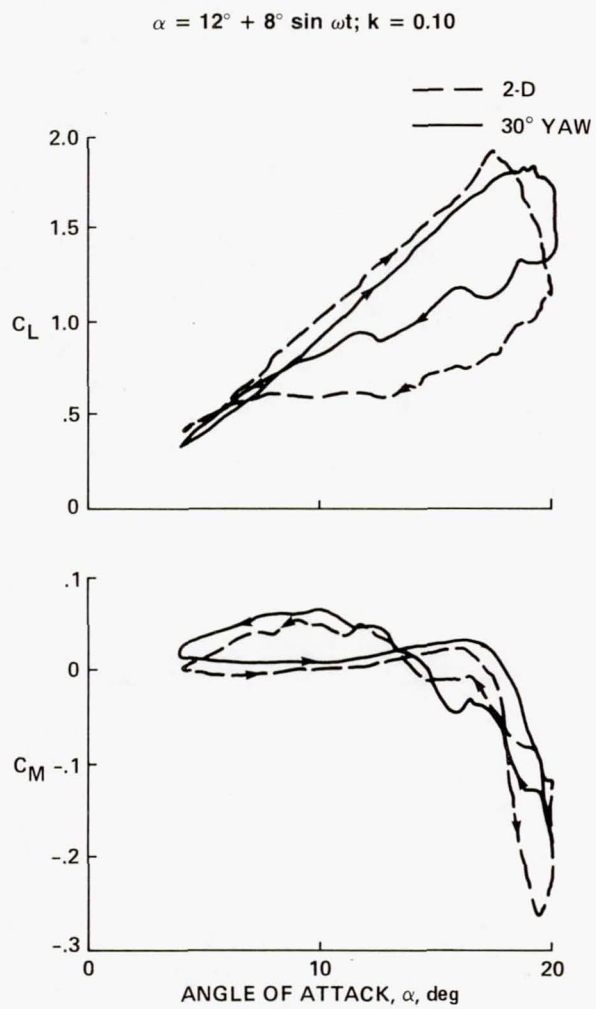 α = 12° + 8° sin ωt; k = 0.10
2-D
30° YAW
2.0
1.5
1.0
.5
0
C_L
.1
0
-.1
-.2
-.3
C_M
0
10
20
ANGLE OF ATTACK, α, deg